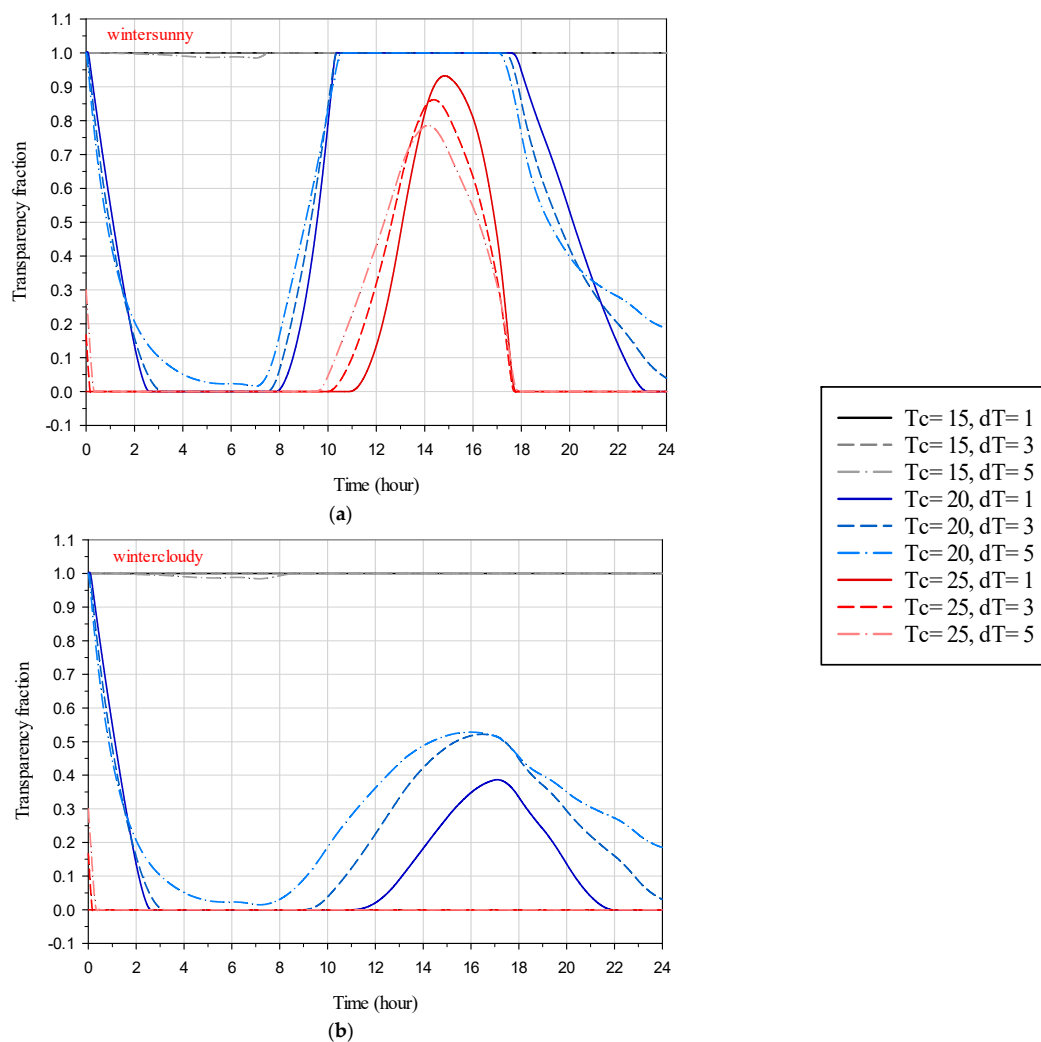 wintersunny
1.1
1.0
0.9
0.8
0.7
0.6
0.5
0.4
0.3
0.2
0.1
0.0
-0.1
Transparency fraction
0 2 4 6 8 10 12 14 16 18 20 22 24
Time (hour)
(a)
wintercloudy
1.1
1.0
0.9
0.8
0.7
0.6
0.5
0.4
0.3
0.2
0.1
0.0
-0.1
Transparency fraction
0 2 4 6 8 10 12 14 16 18 20 22 24
Time (hour)
(b)
Tc= 15, dT= 1
Tc= 15, dT= 3
Tc= 15, dT= 5
Tc= 20, dT= 1
Tc= 20, dT= 3
Tc= 20, dT= 5
Tc= 25, dT= 1
Tc= 25, dT= 3
Tc= 25, dT= 5